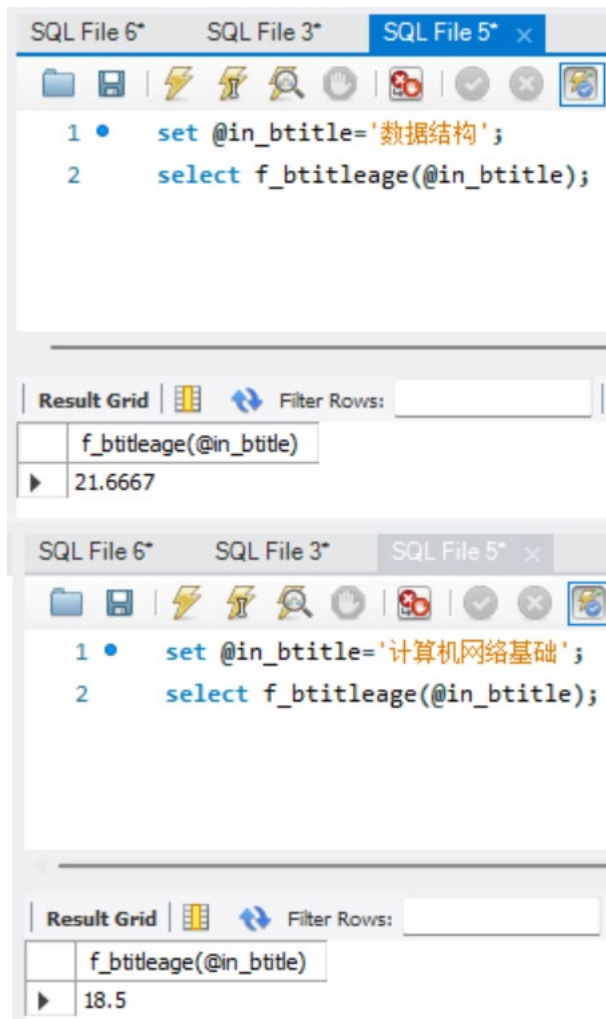 SQL File 6* SQL File 3* SQL File 5* ×
1 set @in_btitle='数据结构';
2 select f_btitleage(@in_btitle);
Result Grid Filter Rows:
f_btitleage(@in_btitle)
21.6667
SQL File 6* SQL File 3* SQL File 5* ×
1 set @in_btitle='计算机网络基础';
2 select f_btitleage(@in_btitle);
Result Grid Filter Rows:
f_btitleage(@in_btitle)
18.5